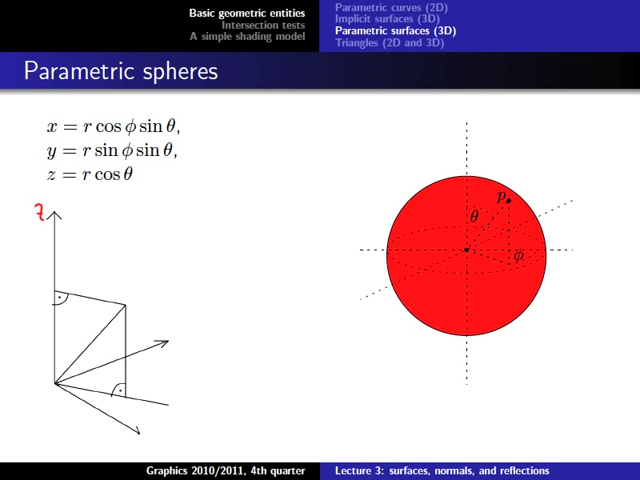 Basic geometric entities
Intersection tests
A simple shading model
Parametric curves (2D)
Implicit surfaces (3D)
Parametric surfaces (3D)
Triangles (2D and 3D)
Parametric spheres
x = r cos ϕ sin θ,
y = r sin ϕ sin θ,
z = r cos θ
z
p
θ
ϕ
Graphics 2010/2011, 4th quarter
Lecture 3: surfaces, normals, and reflections